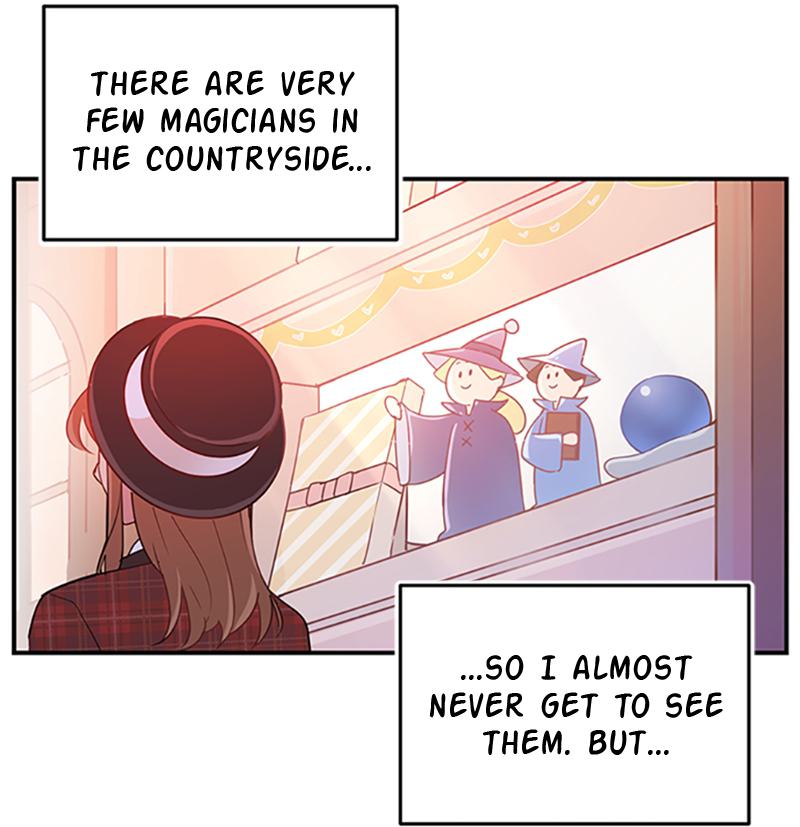 THERE ARE VERY
FEW MAGICIANS IN
THE COUNTRYSIDE...
...SO I ALMOST
NEVER GET TO SEE
THEM. BUT...